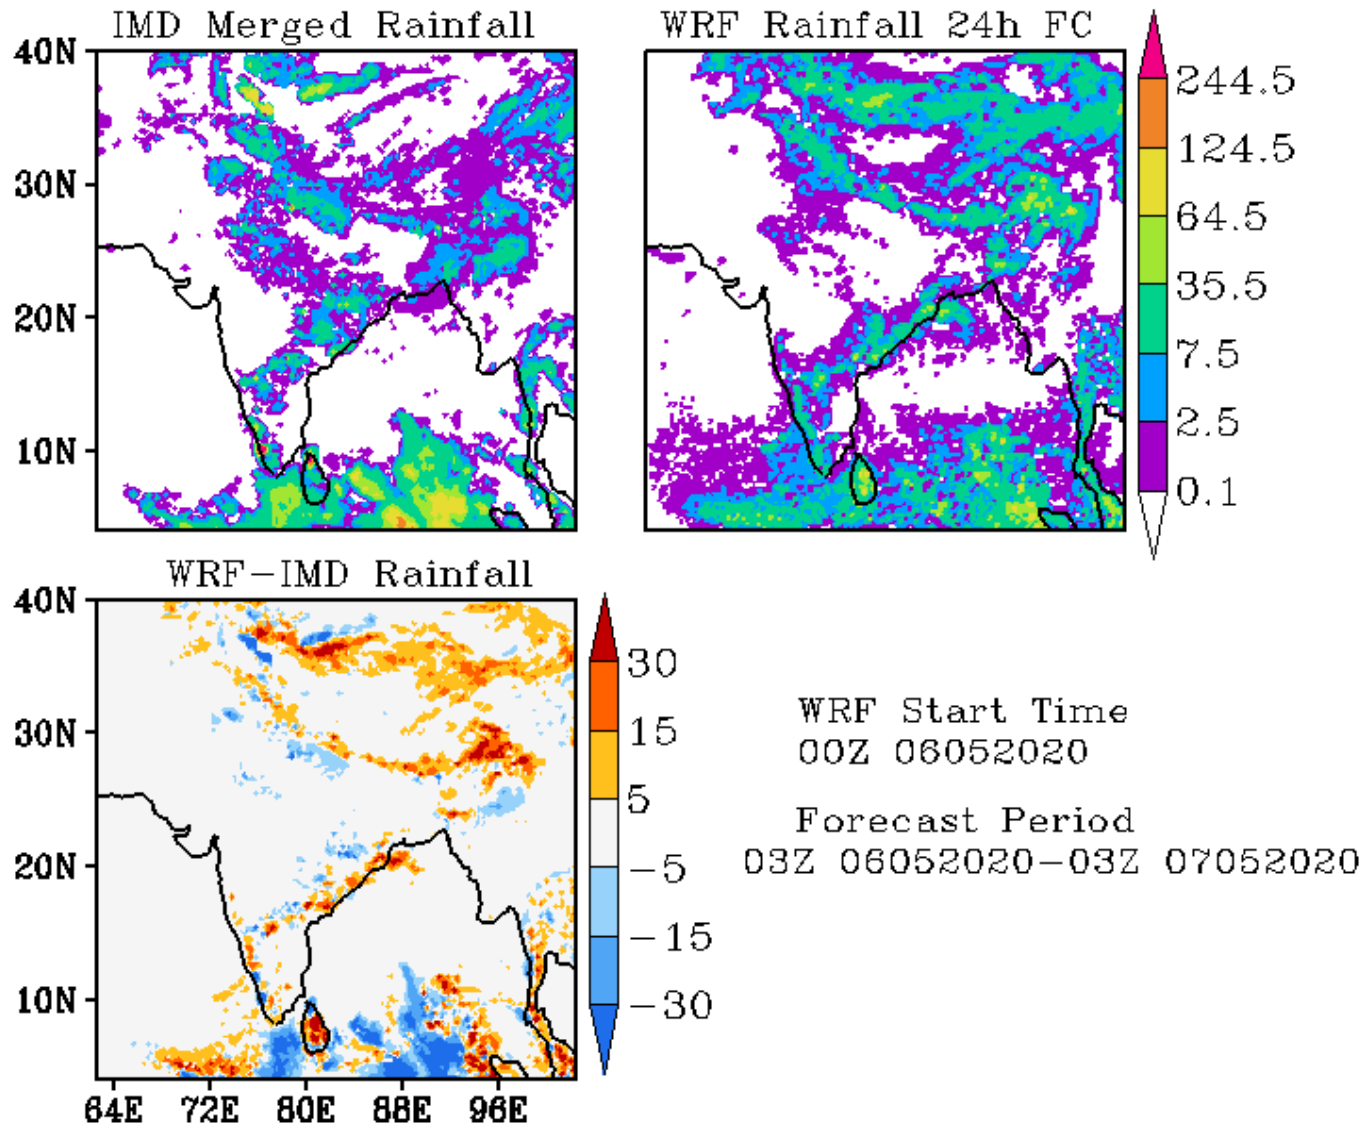 IMD Merged Rainfall
WRF Rainfall 24h FC
40N
30N
20N
10N
244.5
124.5
64.5
35.5
7.5
2.5
0.1
WRF-IMD Rainfall
40N
30N
20N
10N
64E 72E 80E 88E 96E
30
15
5
-5
-15
-30
WRF Start Time
00Z 06052020
Forecast Period
03Z 06052020-03Z 07052020